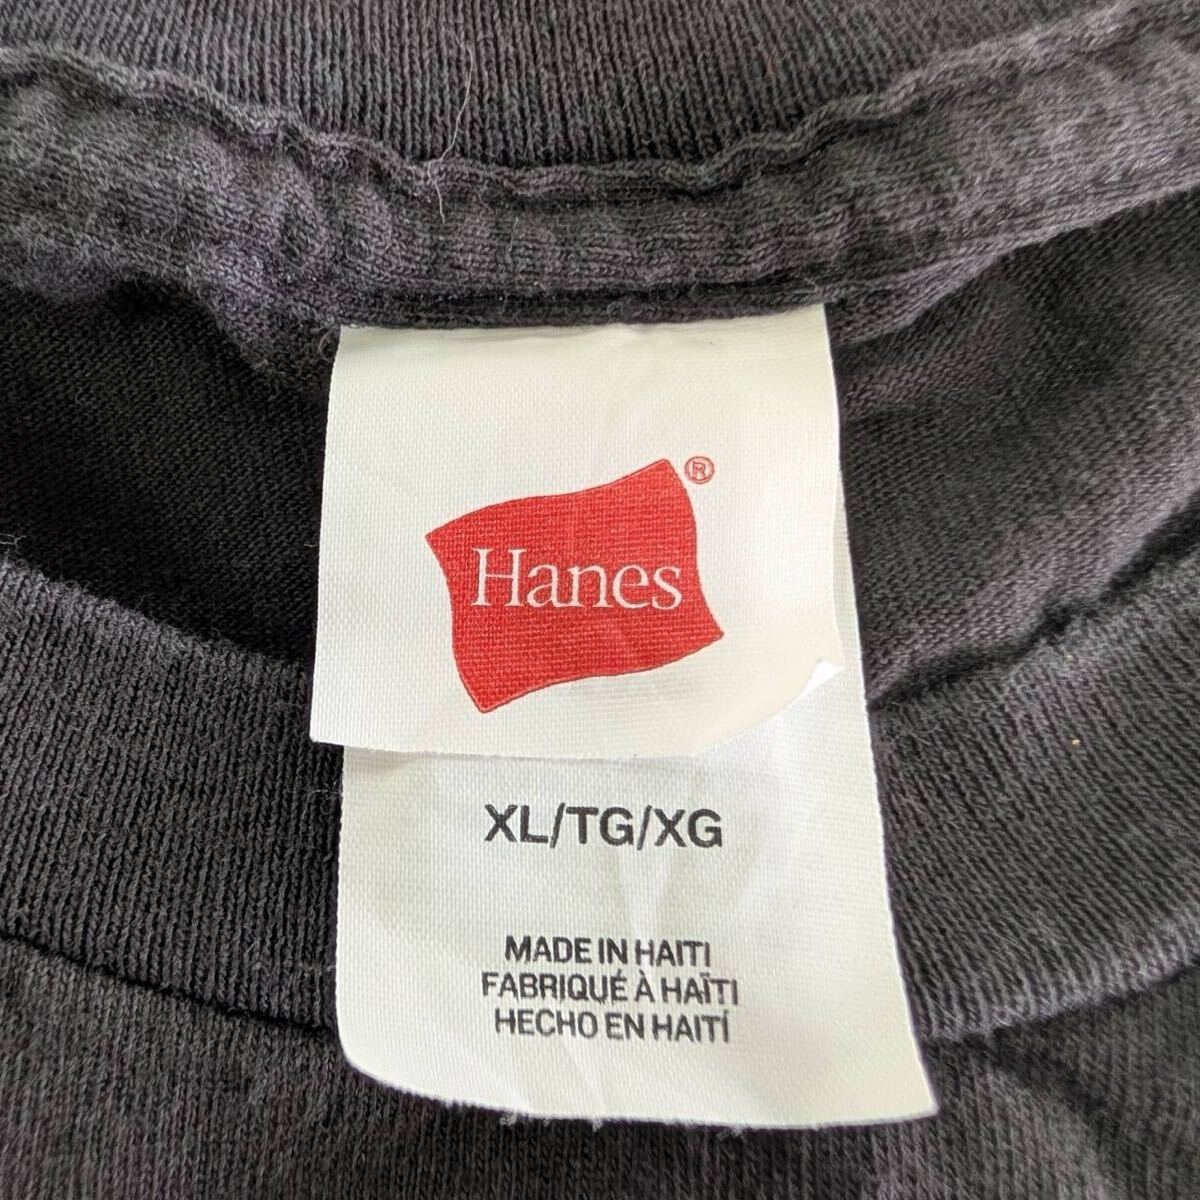 Hanes®
XL/TG/XG
MADE IN HAITI
FABRIQUÉ À HAÏTI
HECHO EN HAITÍ